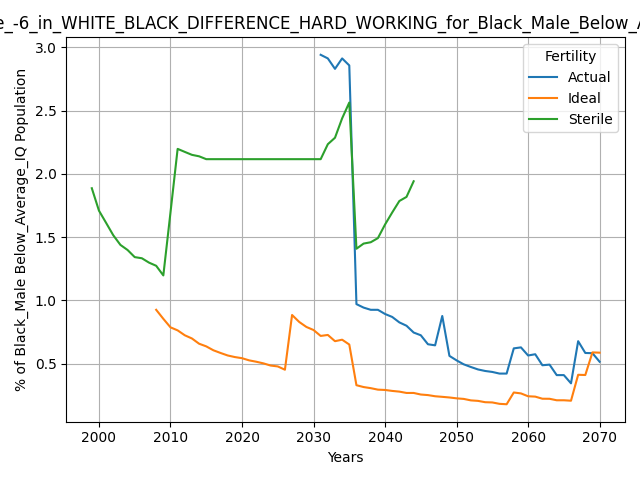 e_-6_in_WHITE_BLACK_DIFFERENCE_HARD_WORKING_for_Black_Male_Below_A
Fertility
Actual
Ideal
Sterile
% of Black_Male Below_Average_IQ Population
3.0
2.5
2.0
1.5
1.0
0.5
2000 2010 2020 2030 2040 2050 2060 2070
Years